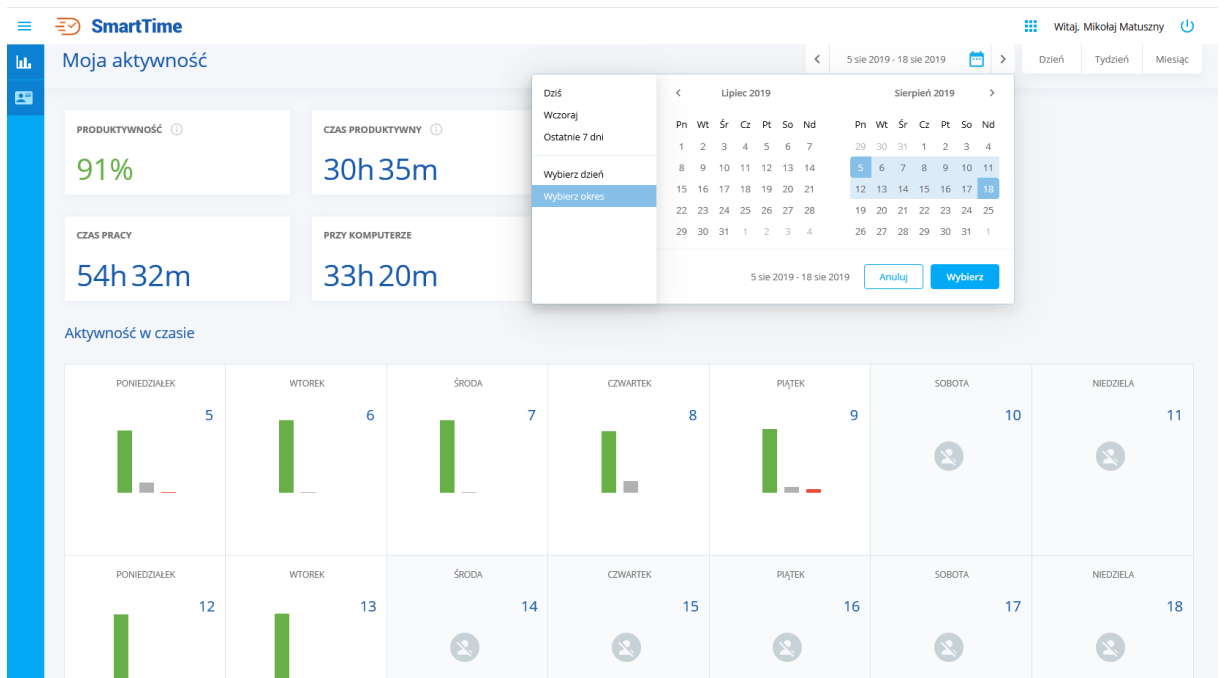 SmartTime
Witaj, Mikołaj Matuszny
Moja aktywność
5 sie 2019 - 18 sie 2019
Dzień Tydzień Miesiąc
PRODUKTYWNOŚĆ
91%
CZAS PRODUKTYWNY
30h 35m
CZAS PRACY
54h 32m
PRZY KOMPUTERZE
33h 20m
Dziś
Wczoraj
Ostatnie 7 dni
Wybierz dzień
Wybierz okres
Lipiec 2019
Pn Wt Śr Cz Pt So Nd
1 2 3 4 5 6 7
8 9 10 11 12 13 14
15 16 17 18 19 20 21
22 23 24 25 26 27 28
29 30 31 1 2 3 4
Sierpień 2019
Pn Wt Śr Cz Pt So Nd
29 30 31 1 2 3 4
5 6 7 8 9 10 11
12 13 14 15 16 17 18
19 20 21 22 23 24 25
26 27 28 29 30 31 1
5 sie 2019 - 18 sie 2019
Anuluj
Wybierz
Aktywność w czasie
PONIEDZIAŁEK WTOREK ŚRODA CZWARTEK PIĄTEK SOBOTA NIEDZIELA
5 6 7 8 9 10 11
PONIEDZIAŁEK WTOREK ŚRODA CZWARTEK PIĄTEK SOBOTA NIEDZIELA
12 13 14 15 16 17 18